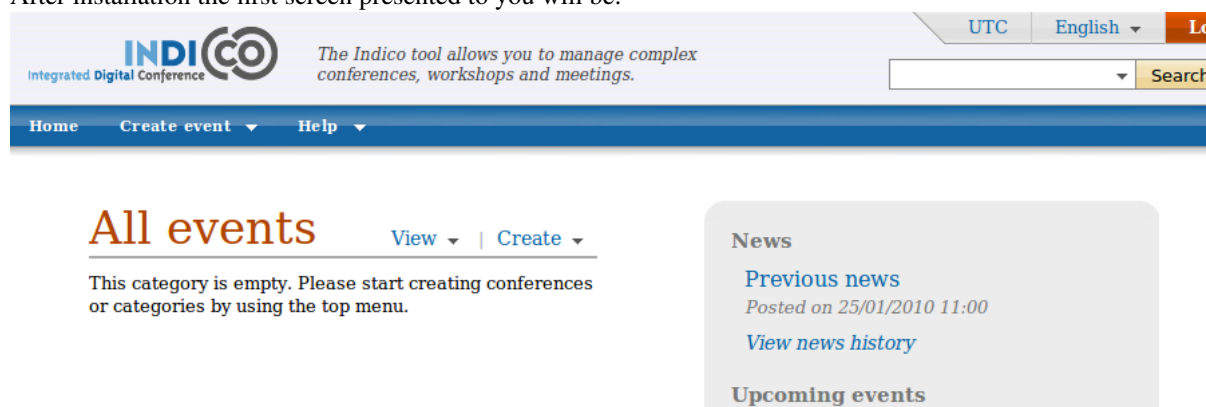 After installation the first screen presented to you will be:
UTC English
INDICO
Integrated Digital Conference
The Indico tool allows you to manage complex
conferences, workshops and meetings.
Search
Home Create event Help
All events View | Create
This category is empty. Please start creating conferences
or categories by using the top menu.
News
Previous news
Posted on 25/01/2010 11:00
View news history
Upcoming events